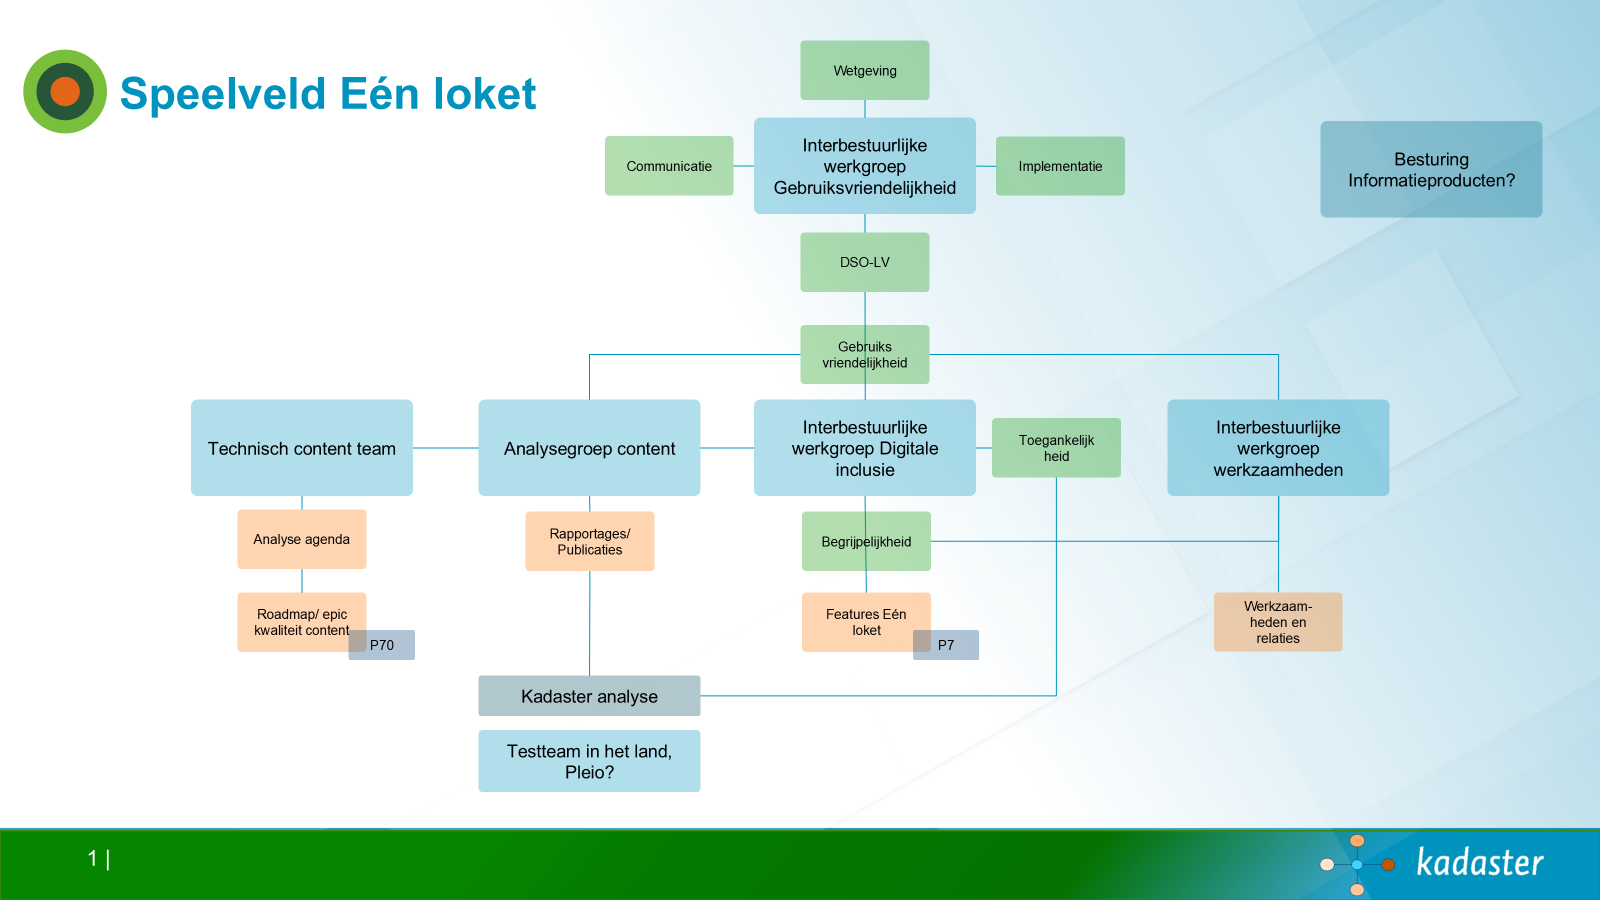 Speelveld Eén loket
Wetgeving
Communicatie
Interbestuurlijke
werkgroep
Gebruiksvriendelijkheid
Implementatie
Besturing
Informatieproducten?
DSO-LV
Gebruiks
vriendelijkheid
Technisch content team
Analysegroep content
Interbestuurlijke
werkgroep Digitale
inclusie
Toegankelijk
heid
Interbestuurlijke
werkgroep
werkzaamheden
Analyse agenda
Rapportages/
Publicaties
Begrijpelijkheid
Roadmap/ epic
kwaliteit content
P70
Features Eén
loket
P7
Werkzaam-
heden en
relaties
Kadaster analyse
Testteam in het land,
Pleio?
1 |
kadaster